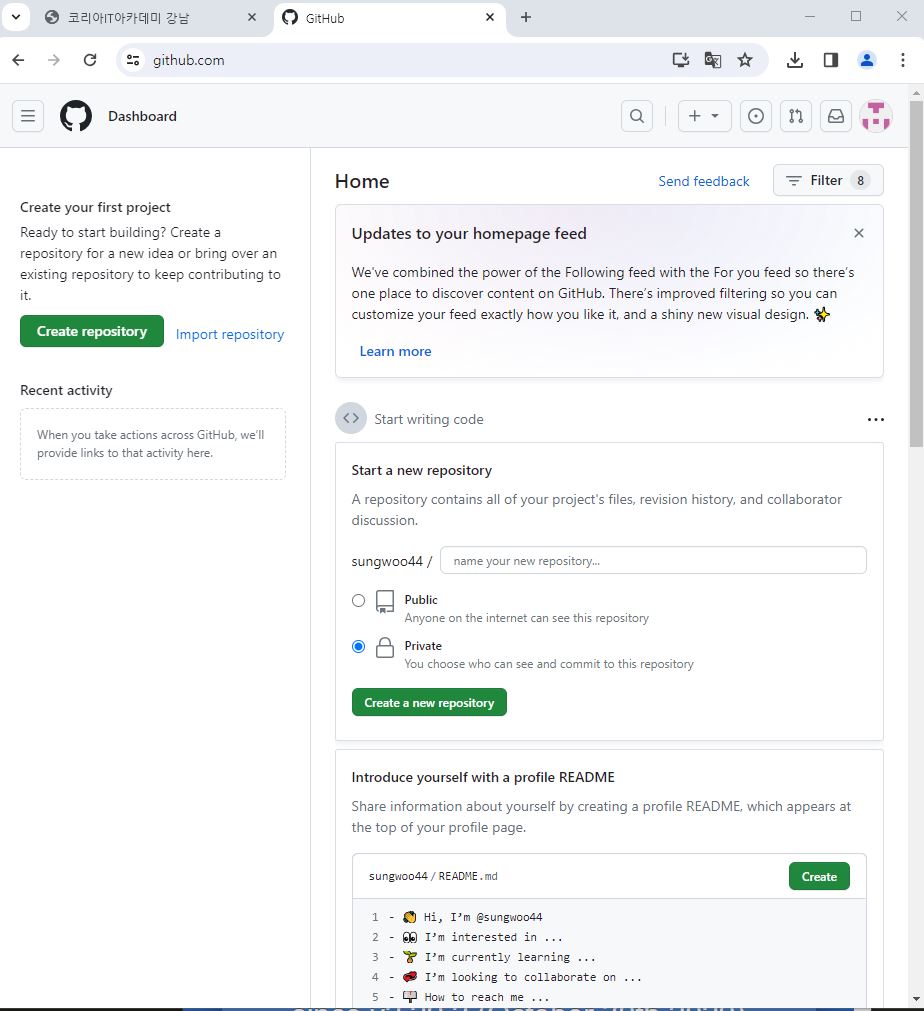 코리아IT아카데미 강남
GitHub
github.com
Dashboard
Create your first project
Ready to start building? Create a
repository for a new idea or bring over an
existing repository to keep contributing to
it.
Create repository
Import repository
Recent activity
When you take actions across GitHub, we'll
provide links to that activity here.
Home
Send feedback
Filter 8
Updates to your homepage feed
We've combined the power of the Following feed with the For you feed so there's
one place to discover content on GitHub. There's improved filtering so you can
customize your feed exactly how you like it, and a shiny new visual design. ✨
Learn more
Start writing code
Start a new repository
A repository contains all of your project's files, revision history, and collaborator
discussion.
sungwoo44 /
name your new repository...
Public
Anyone on the internet can see this repository
Private
You choose who can see and commit to this repository
Create a new repository
Introduce yourself with a profile README
Share information about yourself by creating a profile README, which appears at
the top of your profile page.
sungwoo44 / README.md
Create
1 - 👋 Hi, I'm @sungwoo44
2 - 👀 I'm interested in ...
3 - 🌱 I'm currently learning ...
4 - 💞️ I'm looking to collaborate on ...
5 - 📫 How to reach me ...